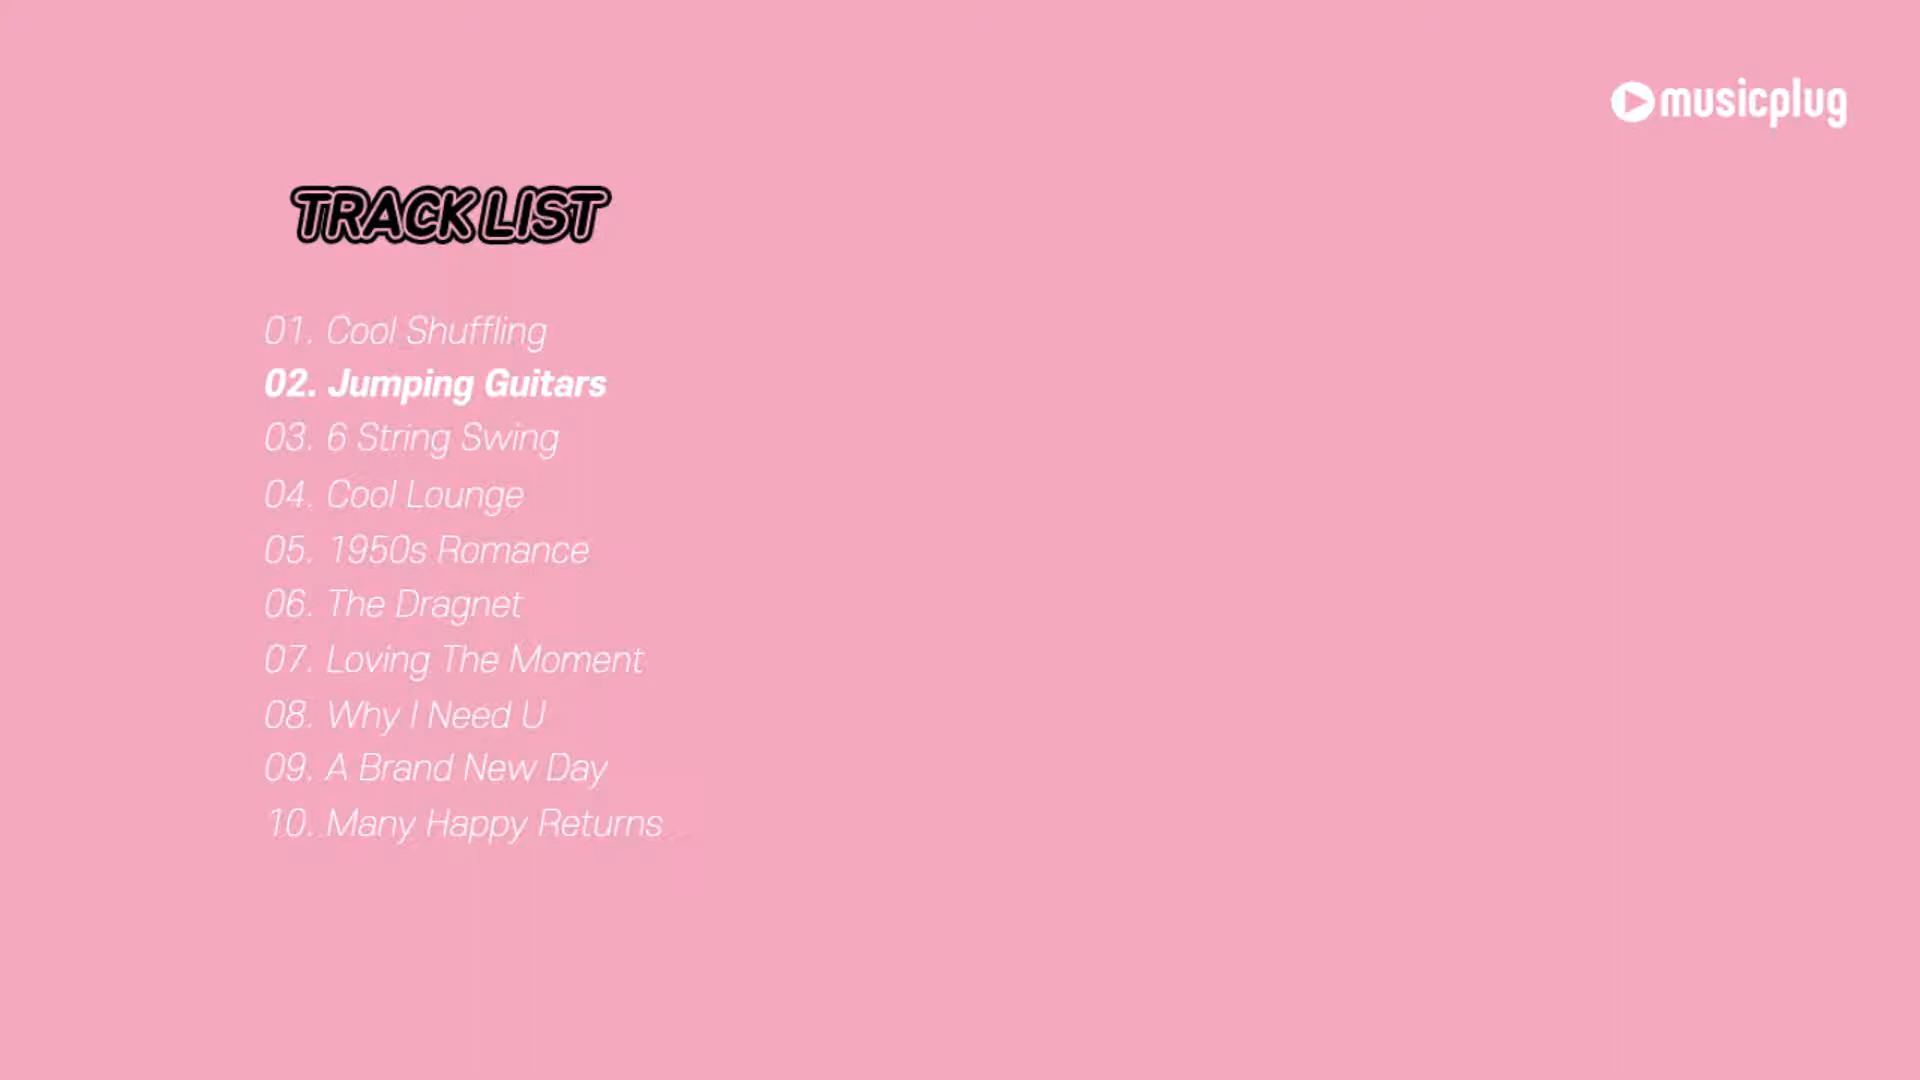 musicplug
TRACK LIST
01. Cool Shuffling
02. Jumping Guitars
03. 6 String Swing
04. Cool Lounge
05. 1950s Romance
06. The Dragnet
07. Loving The Moment
08. Why I Need U
09. A Brand New Day
10. Many Happy Returns